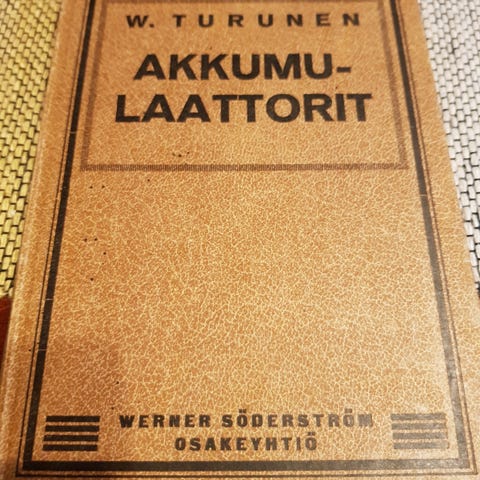 W. TURUNEN
AKKUMU-
LAATTORIT
WERNER SÖDERSTRÖM
OSAKEYHTIÖ